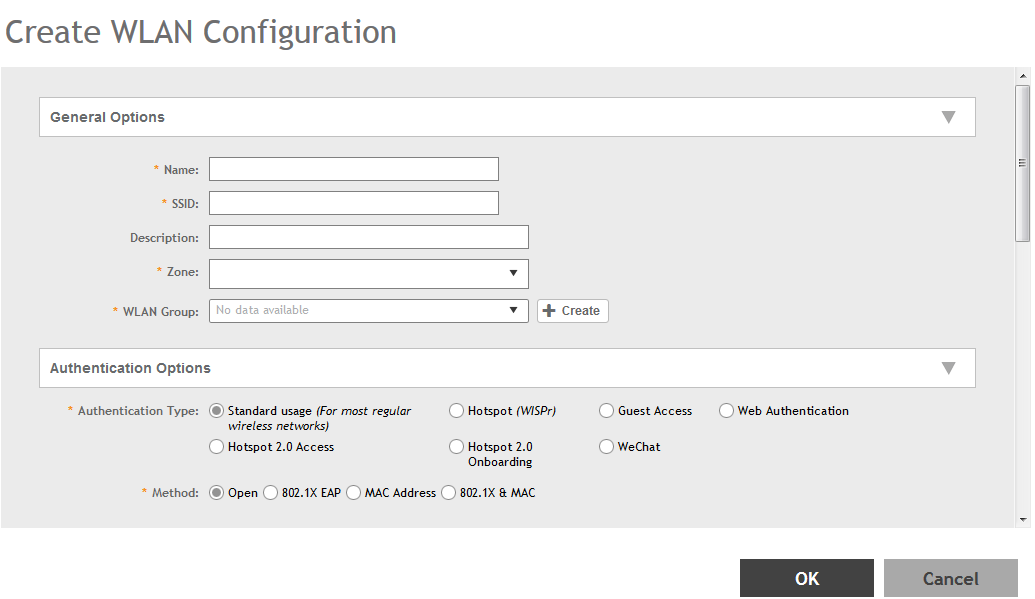 Create WLAN Configuration
General Options
* Name:
* SSID:
Description:
* Zone:
* WLAN Group: No data available Create
Authentication Options
* Authentication Type: Standard usage (For most regular Hotspot (WISPr) Guest Access Web Authentication
wireless networks)
Hotspot 2.0 Access Hotspot 2.0 WeChat
Onboarding
* Method: Open 802.1X EAP MAC Address 802.1X & MAC
OK Cancel